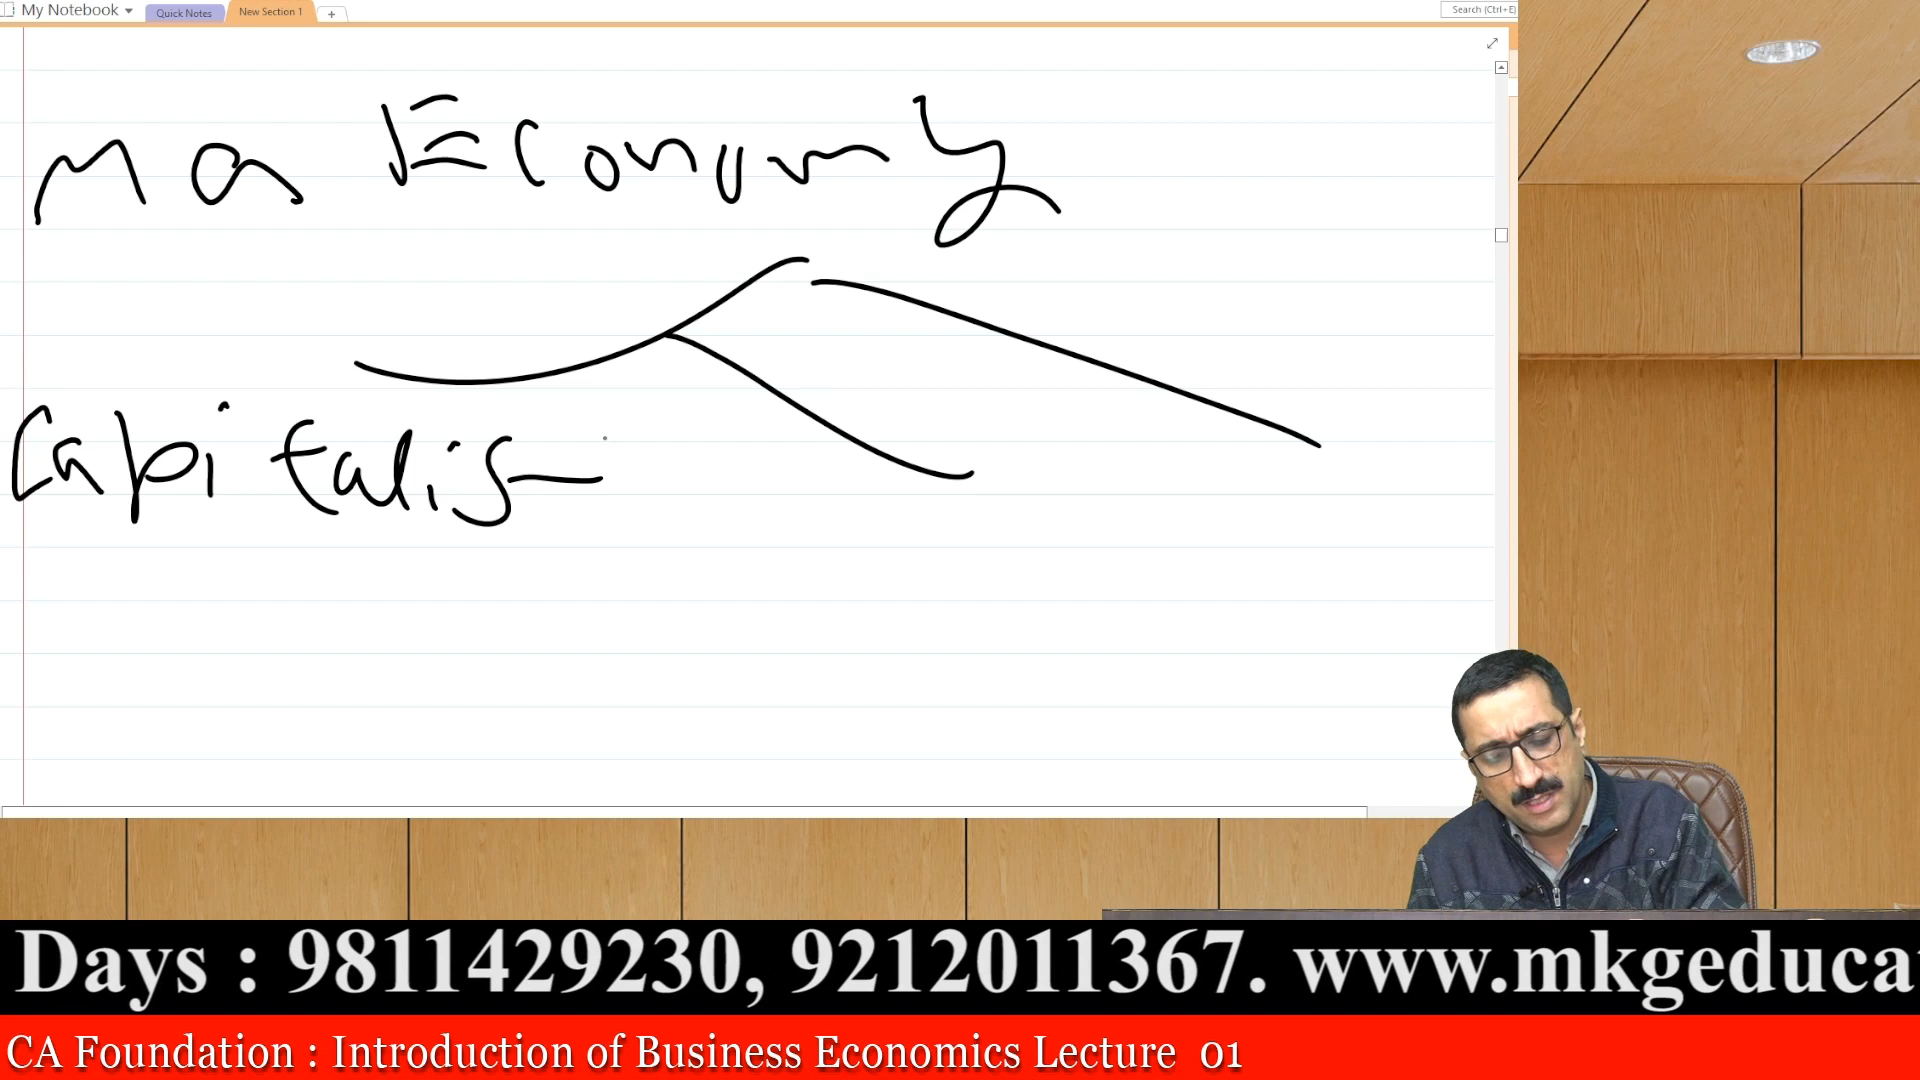 My Notebook Quick Notes New Section 1 + Search (Ctrl+E)
Ma Economy
Capitalis
Days : 9811429230, 9212011367. www.mkgeduca
CA Foundation : Introduction of Business Economics Lecture 01